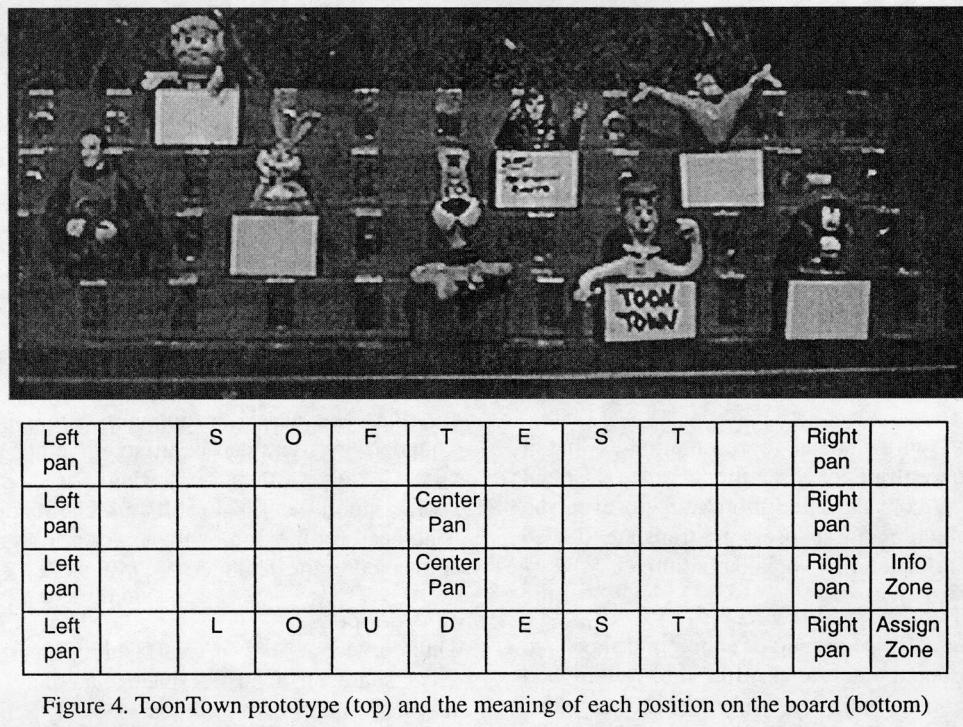 TOON
TOWN
Left pan S O F T E S T Right pan
Left pan Center Pan Right pan
Left pan Center Pan Right pan Info Zone
Left pan L O U D E S T Right pan Assign Zone
Figure 4. ToonTown prototype (top) and the meaning of each position on the board (bottom)